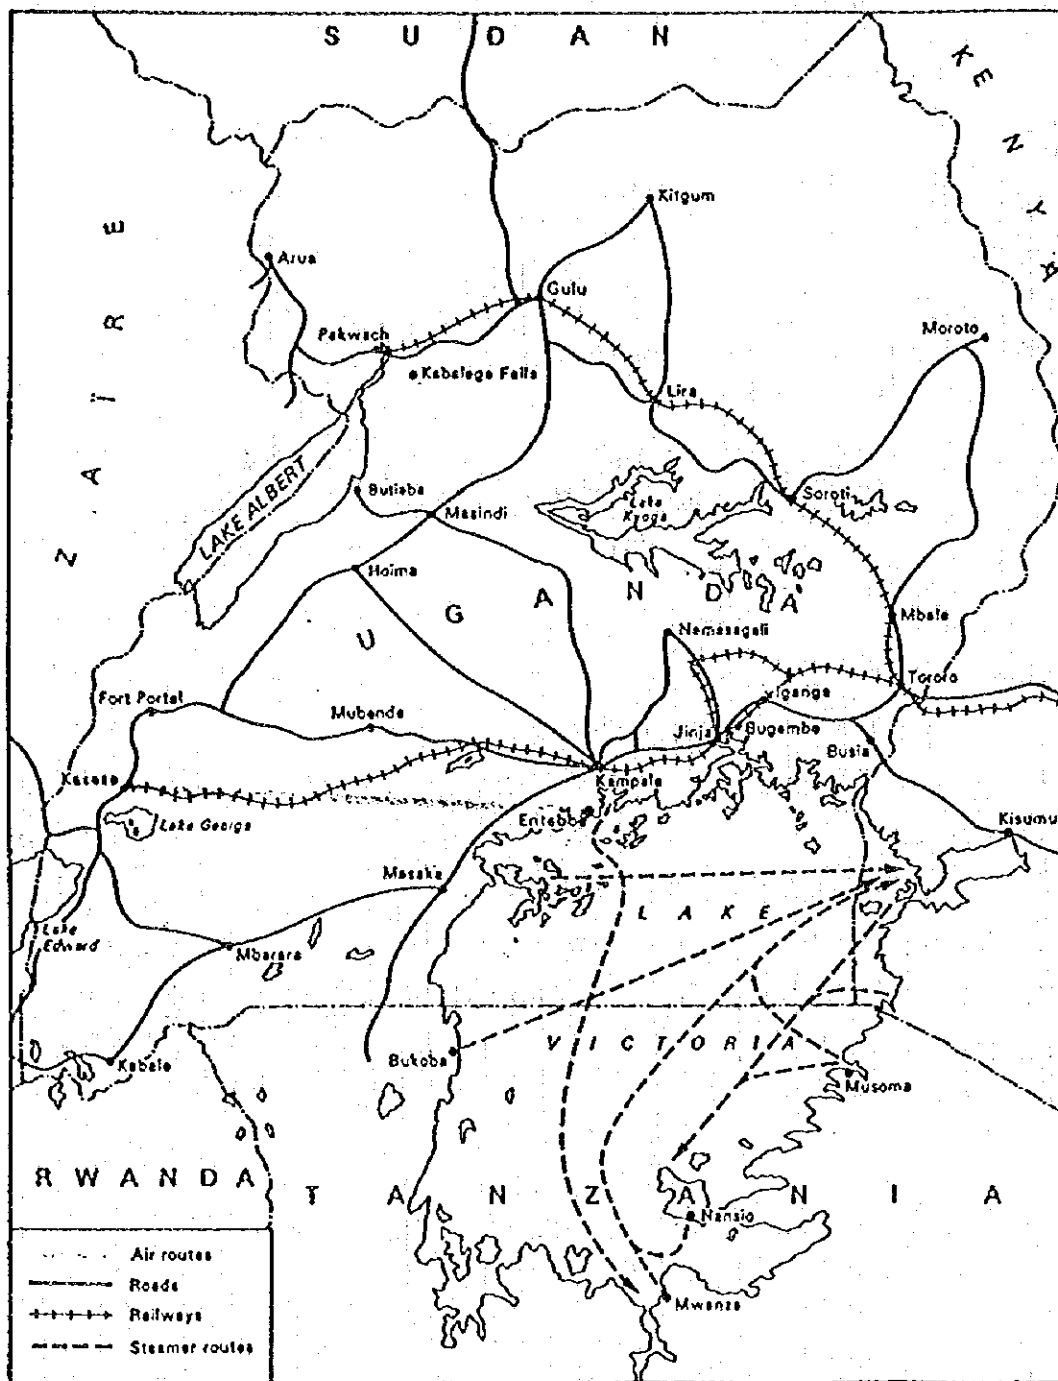 SUDAN
KENYA
ZAÏRE
Kitgum
Arua
Gulu
Pakwach
Moroto
Kabalega Falls
Lira
LAKE ALBERT
Butiaba
Masindi
Lake Kyoga
Soroti
Hoima
UGANDA
Mbale
Namasagali
Tororo
Fort Portal
Mubende
Iganga
Jinja
Bugembe
Busia
Kasese
Kampala
Lake George
Entebbe
Kisumu
Masaka
LAKE
Lake Edward
Mbarara
VICTORIA
Kabale
Bukoba
Musoma
RWANDA
TANZANIA
Nansio
Mwanza
Air routes
Roads
Railways
Steamer routes